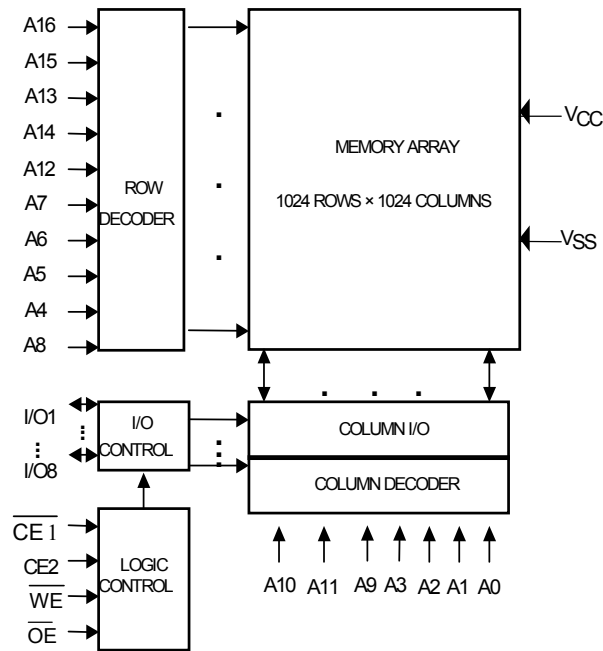 A16
A15
A13
A14
A12
A7
A6
A5
A4
A8
ROW
DECODER
MEMORY ARRAY
1024 ROWS × 1024 COLUMNS
VCC
VSS
I/O1
I/O8
I/O
CONTROL
COLUMN I/O
COLUMN DECODER
CE1
CE2
WE
OE
LOGIC
CONTROL
A10 A11 A9 A3 A2 A1 A0